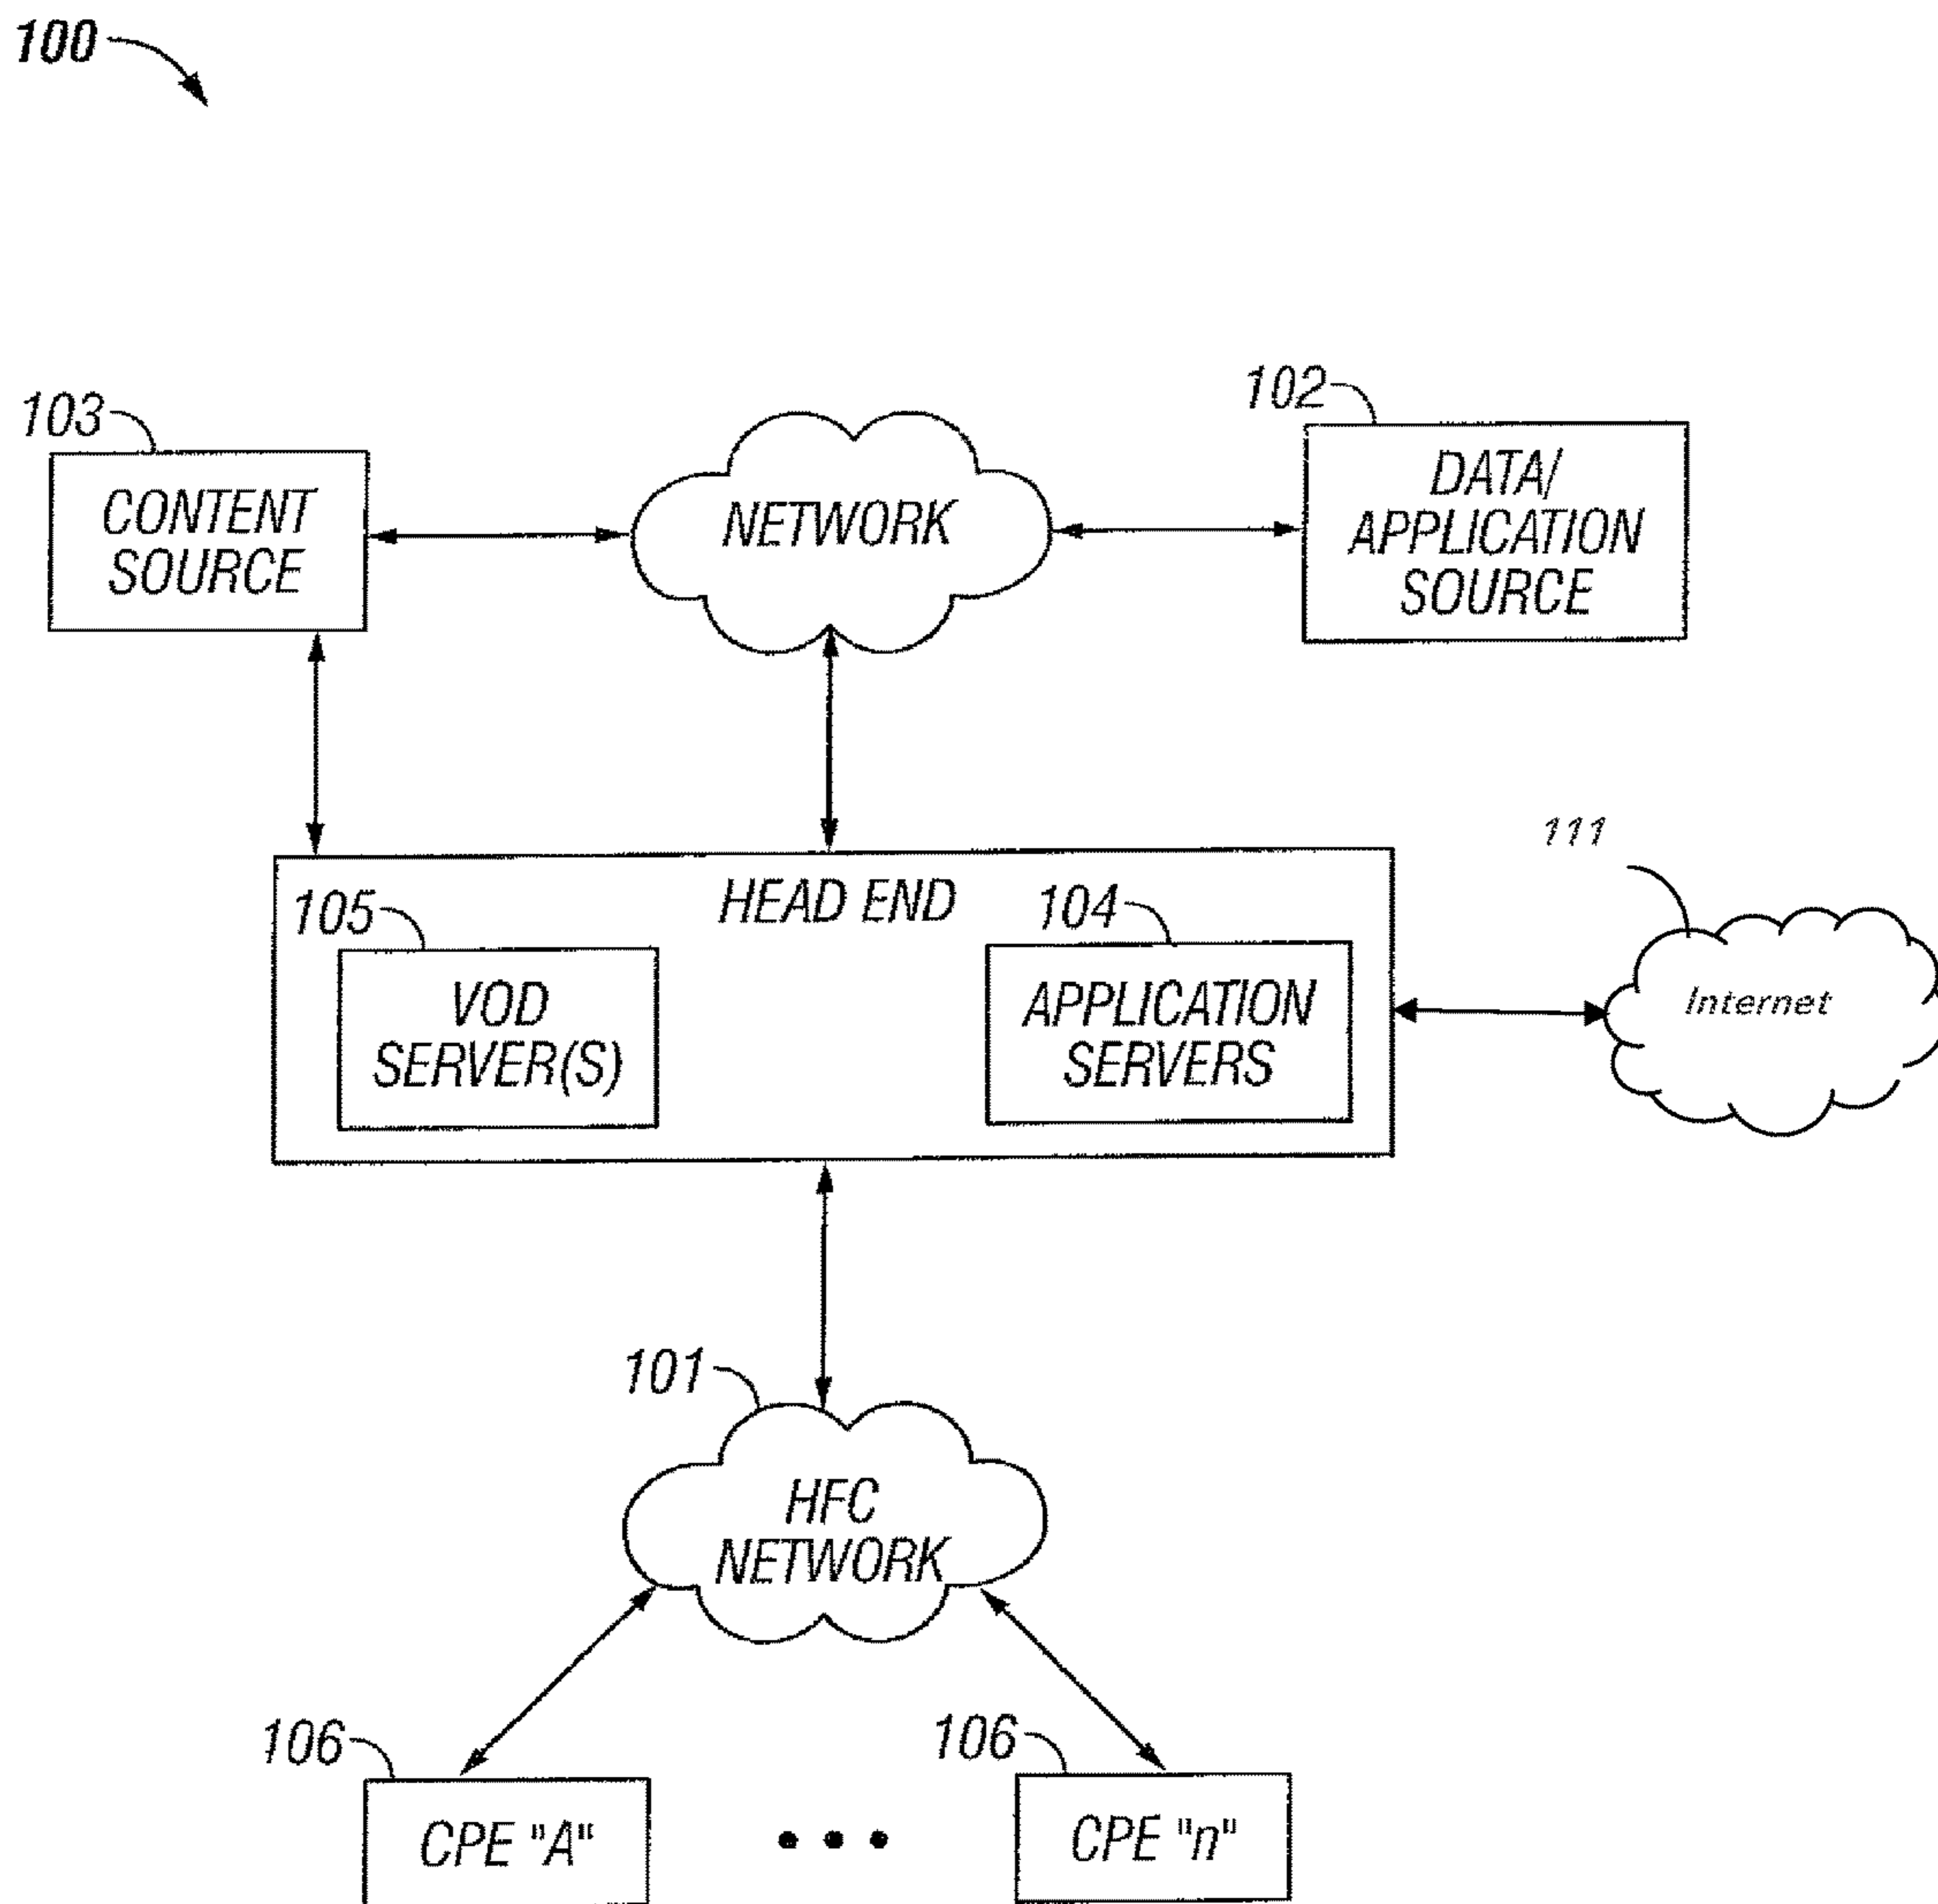 100
103
102
CONTENT
SOURCE
NETWORK
DATA/
APPLICATION
SOURCE
111
HEAD END
105
104
VOD
SERVER(S)
APPLICATION
SERVERS
Internet
101
HFC
NETWORK
106
106
CPE "A"
CPE "n"